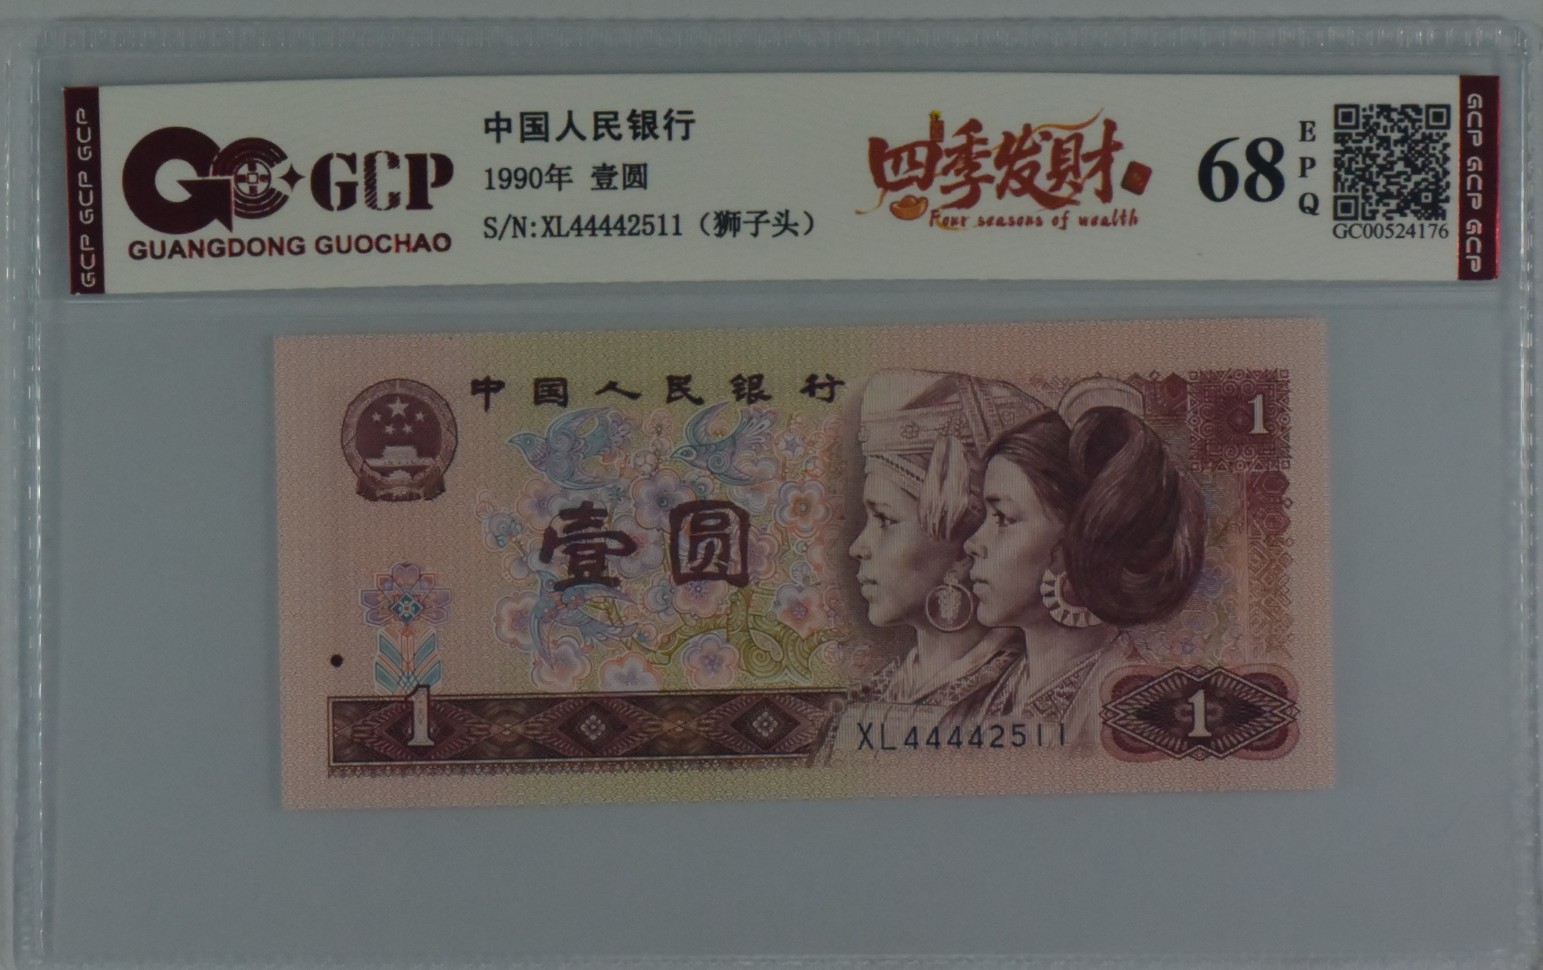 GCP GCP GCP
GCP
GUANGDONG GUOCHAO
中国人民银行
1990年 壹圆
S/N:XL44442511（狮子头）
四季发财
Four seasons of wealth
68
EPQ
GC00524176
GCP GCP GCP
中国人民银行
1
壹圆
1
XL44442511
1